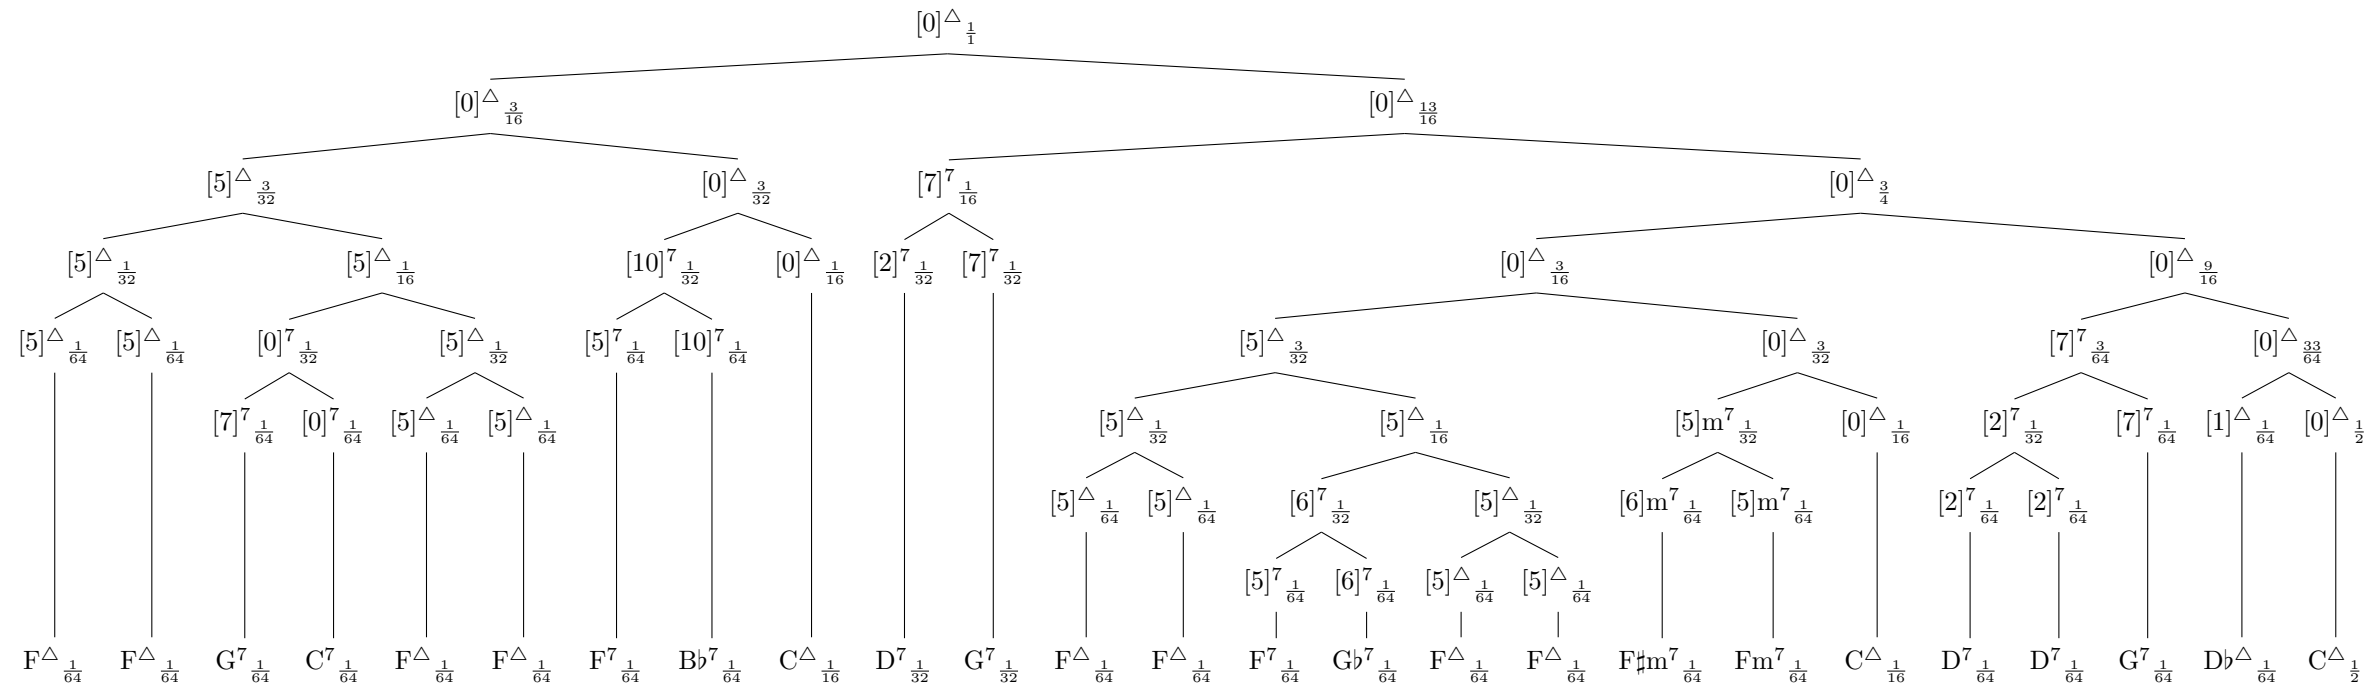 [0]△ 1/1
[0]△ 3/16 [0]△ 13/16
[5]△ 3/32 [0]△ 3/32 [7]7 1/16 [0]△ 3/4
[5]△ 1/32 [5]△ 1/16 [10]7 1/32 [0]△ 1/16 [2]7 1/32 [7]7 1/32 [0]△ 3/16 [0]△ 9/16
[5]△ 1/64 [5]△ 1/64 [0]7 1/32 [5]△ 1/32 [5]7 1/64 [10]7 1/64 [5]△ 3/32 [0]△ 3/32 [7]7 3/64 [0]△ 33/64
[7]7 1/64 [0]7 1/64 [5]△ 1/64 [5]△ 1/64 [5]△ 1/32 [5]△ 1/16 [5]m7 1/32 [0]△ 1/16 [2]7 1/32 [7]7 1/64 [1]△ 1/64 [0]△ 1/2
[5]△ 1/64 [5]△ 1/64 [6]7 1/32 [5]△ 1/32 [6]m7 1/64 [5]m7 1/64 [2]7 1/64 [2]7 1/64
[5]7 1/64 [6]7 1/64 [5]△ 1/64 [5]△ 1/64
F△ 1/64 F△ 1/64 G7 1/64 C7 1/64 F△ 1/64 F△ 1/64 F7 1/64 B♭7 1/64 C△ 1/16 D7 1/32 G7 1/32 F△ 1/64 F△ 1/64 F7 1/64 G♭7 1/64 F△ 1/64 F△ 1/64 F♯m7 1/64 Fm7 1/64 C△ 1/16 D7 1/64 D7 1/64 G7 1/64 D♭△ 1/64 C△ 1/2